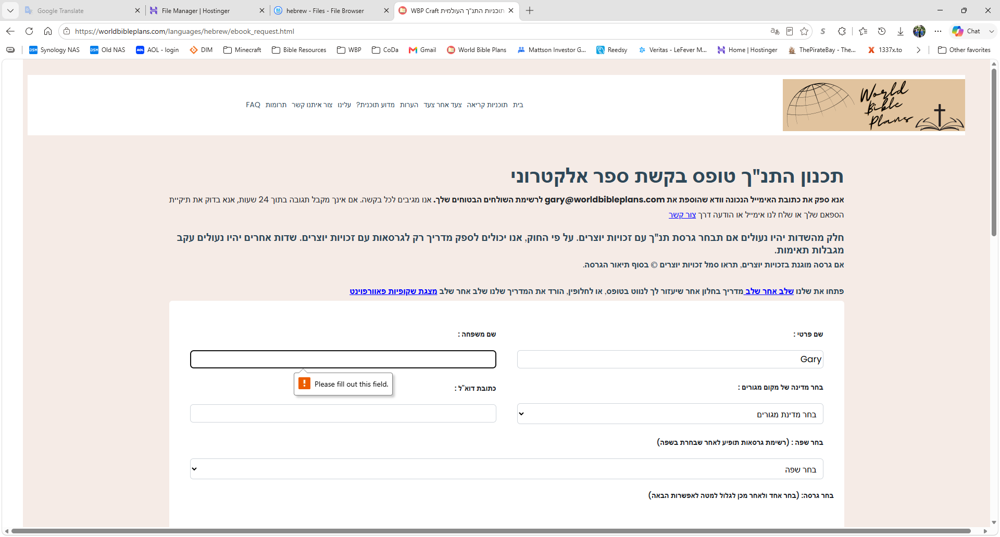 Google Translate
File Manager | Hostinger
hebrew - Files - File Browser
WBP Craft תוכניות התנ"ך העולמית
https://worldbibleplans.com/languages/hebrew/ebook_request.html
Chat
Synology NAS
Old NAS
AOL - login
DIM
Minecraft
Bible Resources
WBP
CoDa
Gmail
World Bible Plans
Mattson Investor G...
Reedsy
Veritas - LeFever M...
Home | Hostinger
ThePirateBay - The...
1337x.to
Other favorites
World
Bible
Plans
בית תוכניות קריאה צעד אחר צעד הערות מדוע תוכנית? עלינו צור איתנו קשר תרומות FAQ
תכנון התנ"ך טופס בקשת ספר אלקטרוני
אנא ספק את כתובת האימייל הנכונה וודא שהוספת את gary@worldbibleplans.com לרשימת השולחים הבטוחים שלך. אנו מגיבים לכל בקשה. אם אינך מקבל תגובה בתוך 24 שעות, אנא בדוק את תיקיית
הספאם שלך או שלח לנו אימייל או הודעה דרך צור קשר
חלק מהשדות יהיו נעולים אם תבחר גרסת תנ"ך עם זכויות יוצרים. על פי החוק, אנו יכולים לספק מדריך רק לגרסאות עם זכויות יוצרים. שדות אחרים יהיו נעולים עקב
מגבלות תאימות.
אם גרסה מוגנת בזכויות יוצרים, תראו סמל זכויות יוצרים © בסוף תיאור הגרסה.
פתחו את שלנו שלב אחר שלב מדריך בחלון אחר שיעזור לך לנווט בטופס, או לחלופין, הורד את המדריך שלנו שלב אחר שלב מצגת שקופיות פאוורפוינט
שם פרטי :
שם משפחה :
Gary
Please fill out this field.
בחר מדינה של מקום מגורים :
כתובת דוא"ל :
בחר מדינת מגורים
בחר שפה : (רשימת גרסאות תופיע לאחר שבחרת בשפה)
בחר שפה
בחר גרסה: (בחר אחד ולאחר מכן לגלול למטה לאפשרות הבאה)